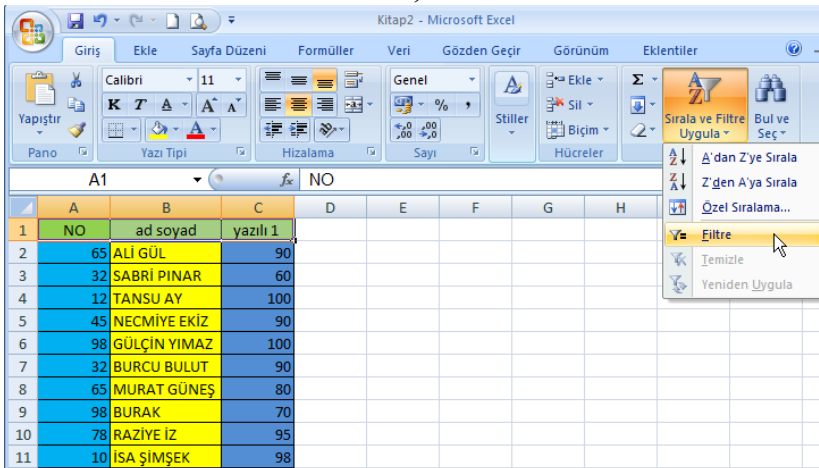 Kitap2 - Microsoft Excel
Giriş Ekle Sayfa Düzeni Formüller Veri Gözden Geçir Görünüm Eklentiler
Yapıştır
Calibri 11
K T A A A
A
Genel
% ,
Stiller
Ekle
Sil
Biçim
Σ
Sırala ve Filtre Uygula
Bul ve Seç
Pano Yazı Tipi Hizalama Sayı Hücreler
A'dan Z'ye Sırala
Z'den A'ya Sırala
Özel Sıralama...
Filtre
Temizle
Yeniden Uygula
A1 fx NO
A B C D E F G H
1 NO ad soyad yazılı 1
2 65 ALİ GÜL 90
3 32 SABRİ PINAR 60
4 12 TANSU AY 100
5 45 NECMİYE EKİZ 90
6 98 GÜLÇİN YIMAZ 100
7 32 BURCU BULUT 90
8 65 MURAT GÜNEŞ 80
9 98 BURAK 70
10 78 RAZİYE İZ 95
11 10 İSA ŞİMŞEK 98